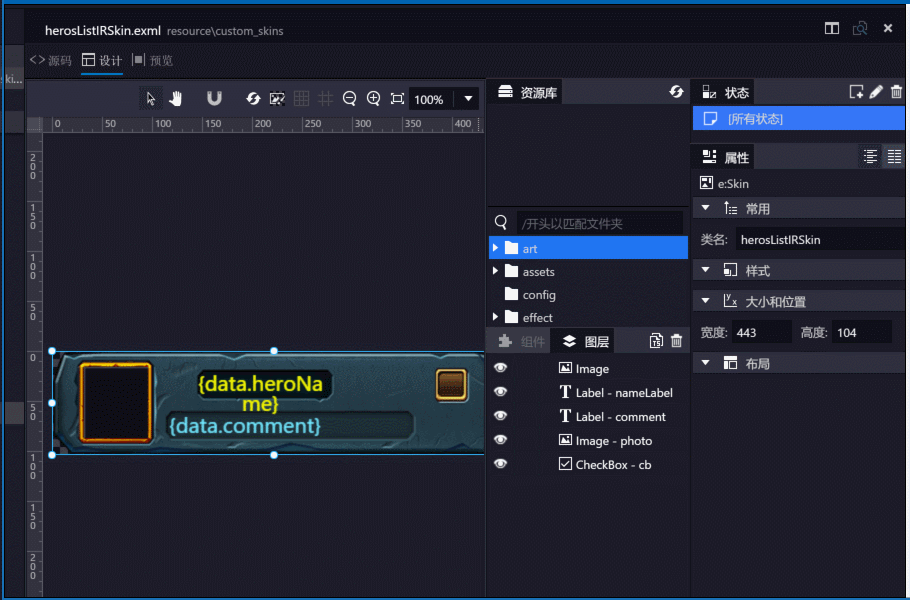 herosListIRSkin.exml resource\custom_skins
<> 源码 设计 预览
ski...
100%
资源库
状态
[所有状态]
0 50 100 150 200 250 300 350 400
200
150
100
50
0
50
100
150
200
{data.heroNa
me}
{data.comment}
/开头以匹配文件夹
art
assets
config
effect
组件 图层
Image
T Label - nameLabel
T Label - comment
Image - photo
CheckBox - cb
属性
e:Skin
常用
类名: herosListIRSkin
样式
大小和位置
宽度: 443 高度: 104
布局